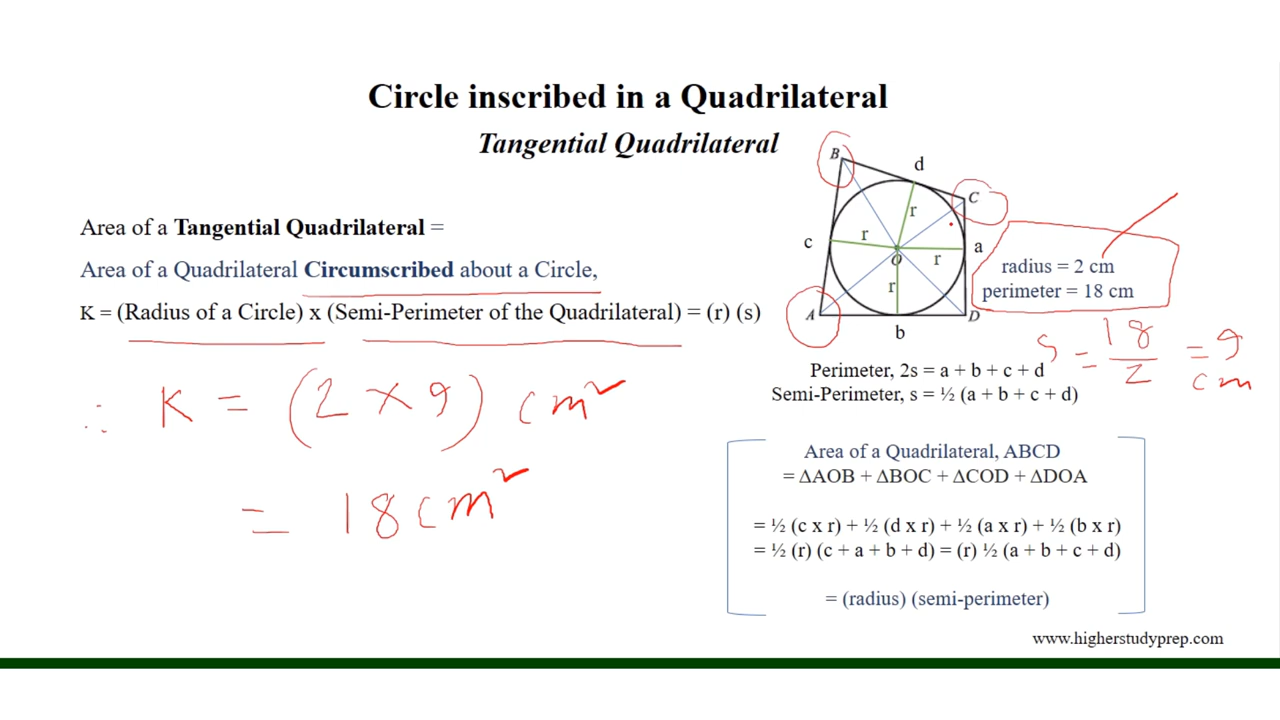 Circle inscribed in a Quadrilateral
Tangential Quadrilateral
Area of a Tangential Quadrilateral =
Area of a Quadrilateral Circumscribed about a Circle,
K = (Radius of a Circle) x (Semi-Perimeter of the Quadrilateral) = (r) (s)
∴ K = (2 × 9) cm²
= 18 cm²
B
d
C
r
c
r
a
O
r
r
A
D
b
radius = 2 cm
perimeter = 18 cm
s = 18/2 = 9 cm
Perimeter, 2s = a + b + c + d
Semi-Perimeter, s = ½ (a + b + c + d)
Area of a Quadrilateral, ABCD
= ΔAOB + ΔBOC + ΔCOD + ΔDOA
= ½ (c x r) + ½ (d x r) + ½ (a x r) + ½ (b x r)
= ½ (r) (c + a + b + d) = (r) ½ (a + b + c + d)
= (radius) (semi-perimeter)
www.higherstudyprep.com